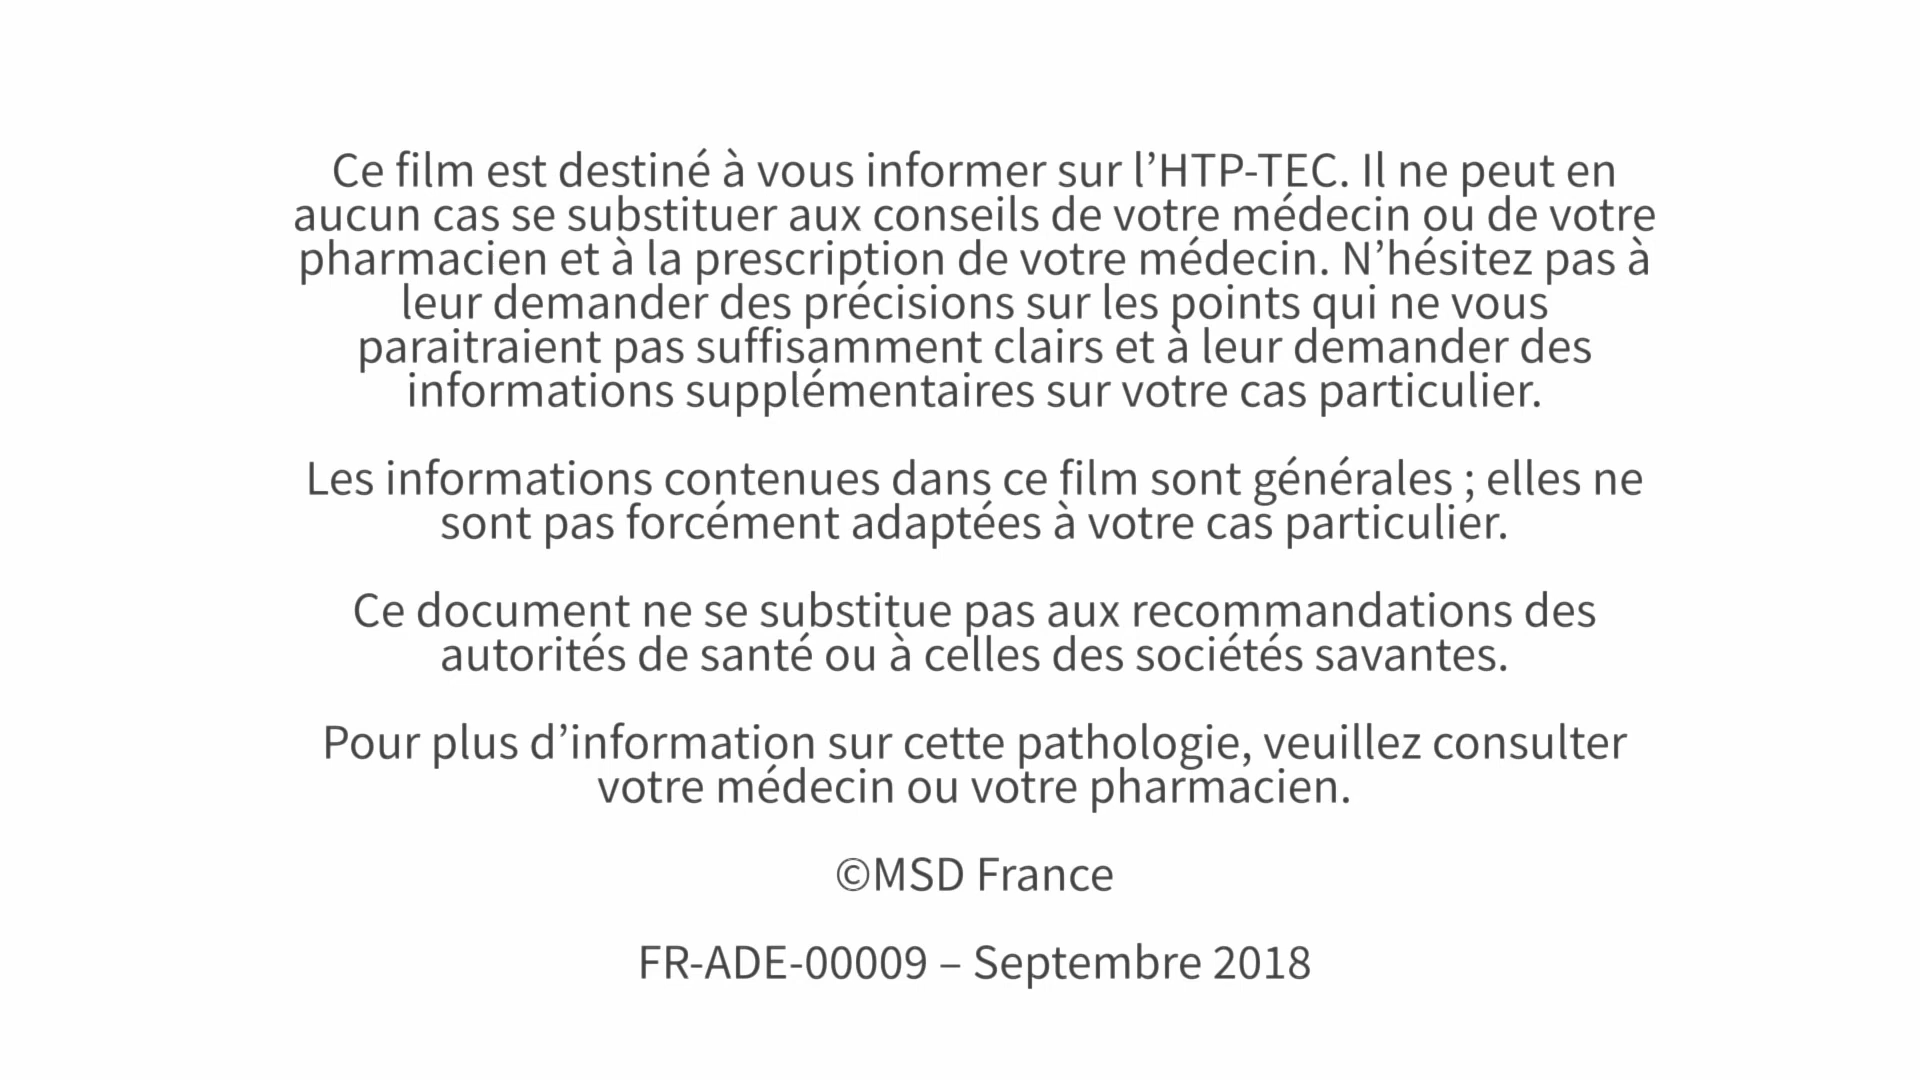 Ce film est destiné à vous informer sur l’HTP-TEC. Il ne peut en
aucun cas se substituer aux conseils de votre médecin ou de votre
pharmacien et à la prescription de votre médecin. N’hésitez pas à
leur demander des précisions sur les points qui ne vous
paraitraient pas suffisamment clairs et à leur demander des
informations supplémentaires sur votre cas particulier.
Les informations contenues dans ce film sont générales ; elles ne
sont pas forcément adaptées à votre cas particulier.
Ce document ne se substitue pas aux recommandations des
autorités de santé ou à celles des sociétés savantes.
Pour plus d’information sur cette pathologie, veuillez consulter
votre médecin ou votre pharmacien.
©MSD France
FR-ADE-00009 – Septembre 2018